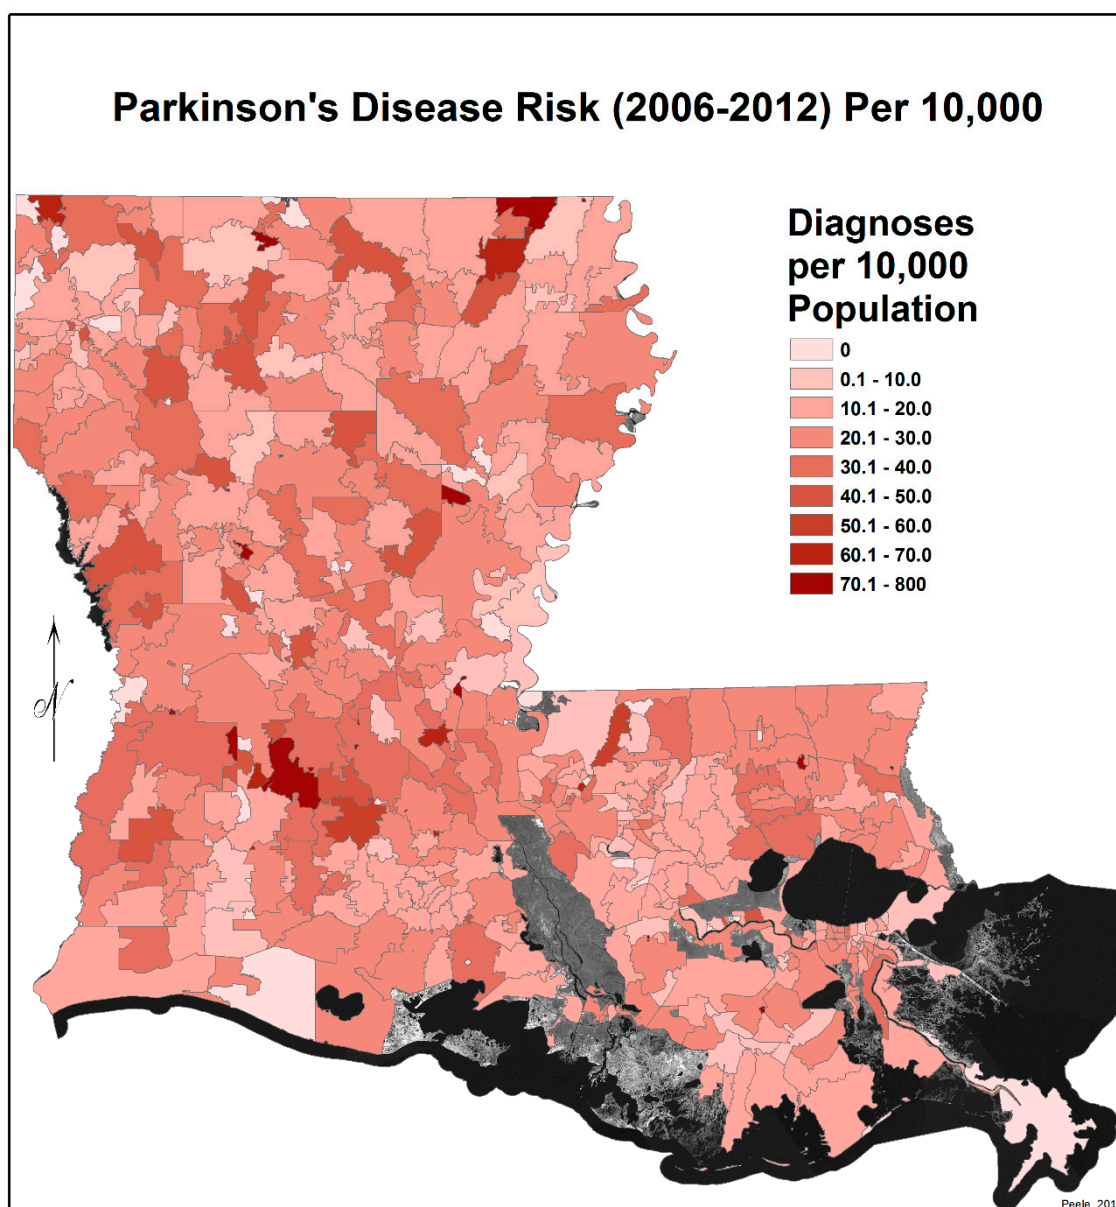 Parkinson's Disease Risk (2006-2012) Per 10,000
Diagnoses
per 10,000
Population
0
0.1 - 10.0
10.1 - 20.0
20.1 - 30.0
30.1 - 40.0
40.1 - 50.0
50.1 - 60.0
60.1 - 70.0
70.1 - 800
N
Peele, 201